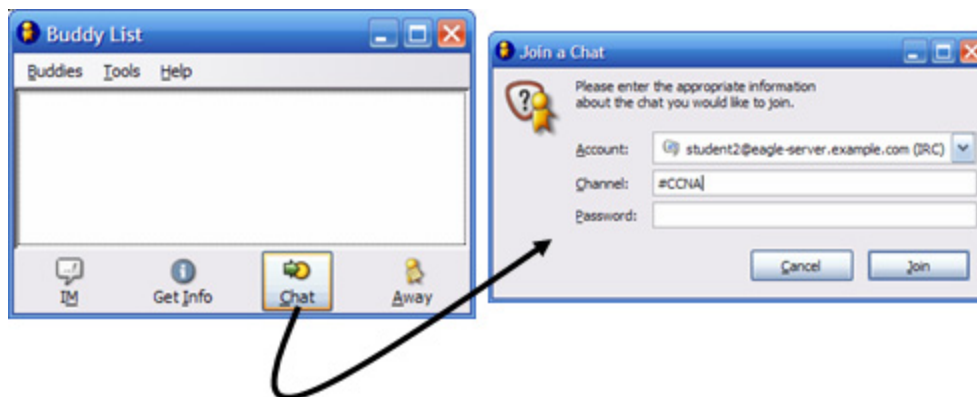 Buddy List
Buddies Tools Help
IM Get Info Chat Away
Join a Chat
Please enter the appropriate information
about the chat you would like to join.
Account: student2@eagle-server.example.com (IRC)
Channel: #CCNA
Password:
Cancel Join